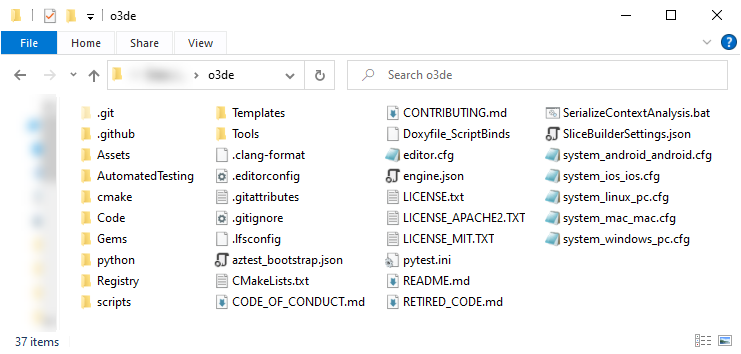 o3de
File Home Share View
o3de
Search o3de
.git
.github
Assets
AutomatedTesting
cmake
Code
Gems
python
Registry
scripts
Templates
Tools
.clang-format
.editorconfig
.gitattributes
.gitignore
.lfsconfig
aztest_bootstrap.json
CMakeLists.txt
CODE_OF_CONDUCT.md
CONTRIBUTING.md
Doxyfile_ScriptBinds
editor.cfg
engine.json
LICENSE.txt
LICENSE_APACHE2.TXT
LICENSE_MIT.TXT
pytest.ini
README.md
RETIRED_CODE.md
SerializeContextAnalysis.bat
SliceBuilderSettings.json
system_android_android.cfg
system_ios_ios.cfg
system_linux_pc.cfg
system_mac_mac.cfg
system_windows_pc.cfg
37 items